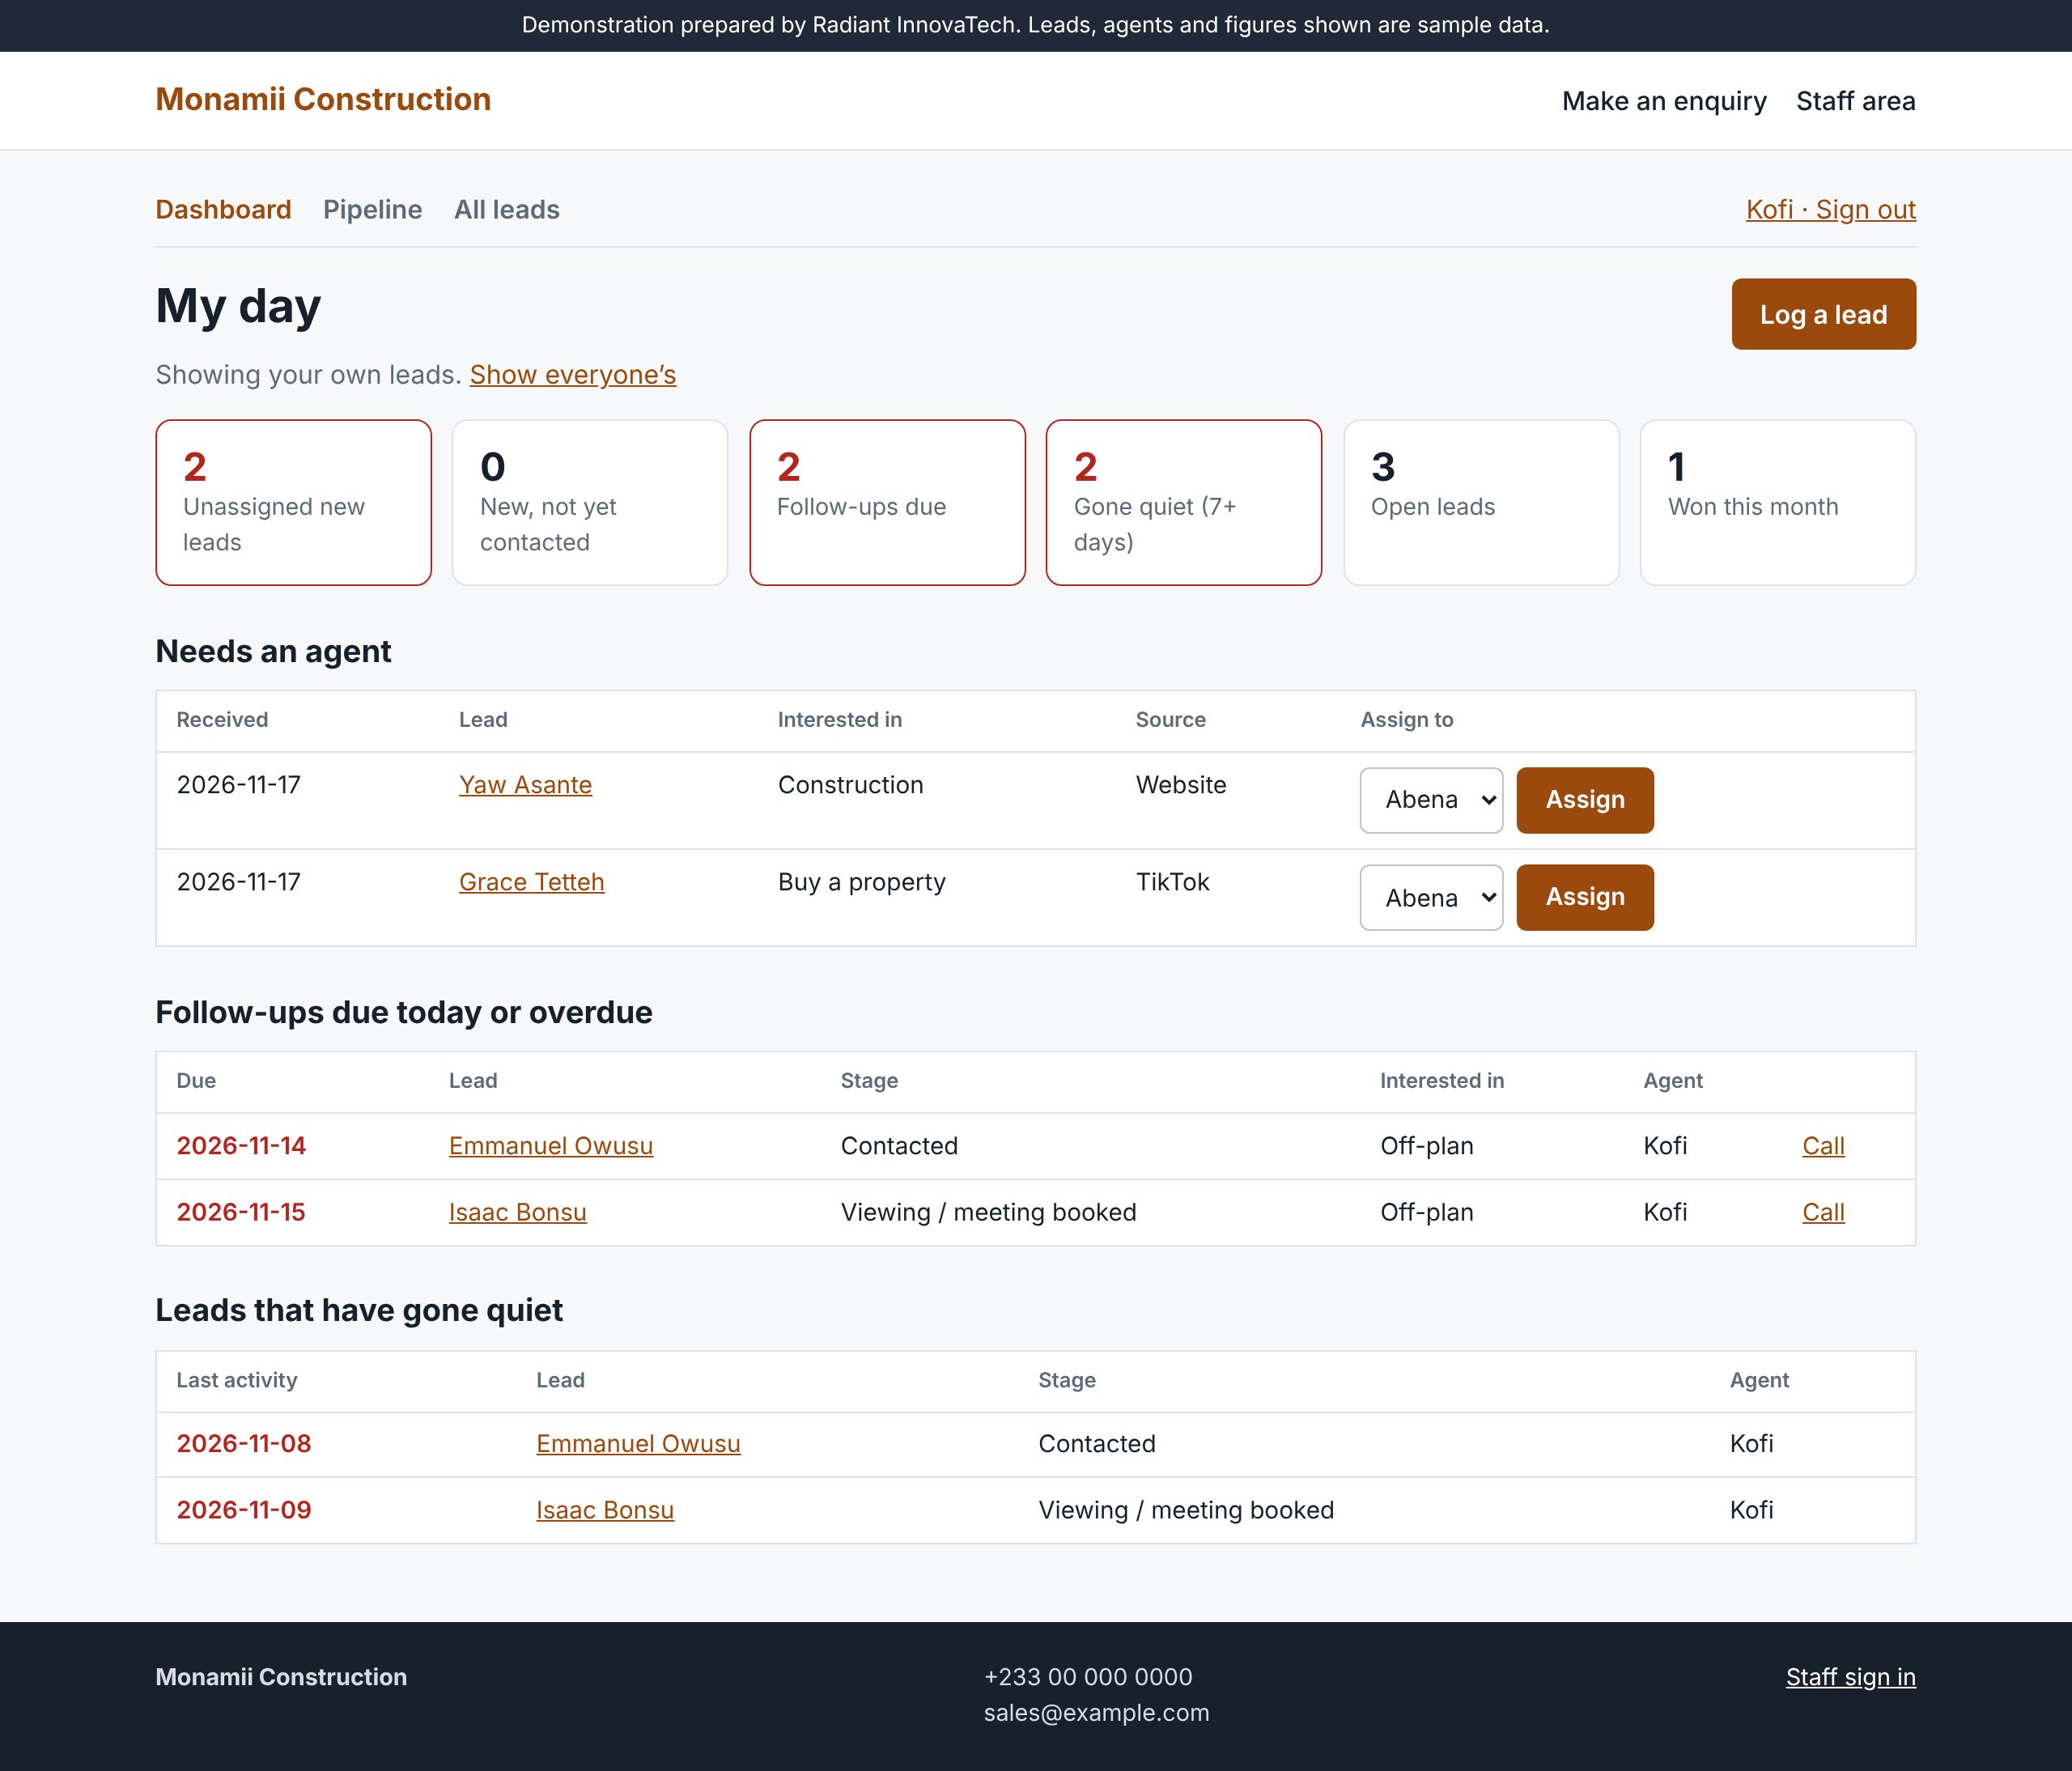 Demonstration prepared by Radiant InnovaTech. Leads, agents and figures shown are sample data.
Monamii Construction
Make an enquiry Staff area
Dashboard Pipeline All leads
Kofi · Sign out
My day
Log a lead
Showing your own leads. Show everyone’s
2
Unassigned new
leads
0
New, not yet
contacted
2
Follow-ups due
2
Gone quiet (7+
days)
3
Open leads
1
Won this month
Needs an agent
Received Lead Interested in Source Assign to
2026-11-17 Yaw Asante Construction Website Abena Assign
2026-11-17 Grace Tetteh Buy a property TikTok Abena Assign
Follow-ups due today or overdue
Due Lead Stage Interested in Agent
2026-11-14 Emmanuel Owusu Contacted Off-plan Kofi Call
2026-11-15 Isaac Bonsu Viewing / meeting booked Off-plan Kofi Call
Leads that have gone quiet
Last activity Lead Stage Agent
2026-11-08 Emmanuel Owusu Contacted Kofi
2026-11-09 Isaac Bonsu Viewing / meeting booked Kofi
Monamii Construction
+233 00 000 0000
sales@example.com
Staff sign in